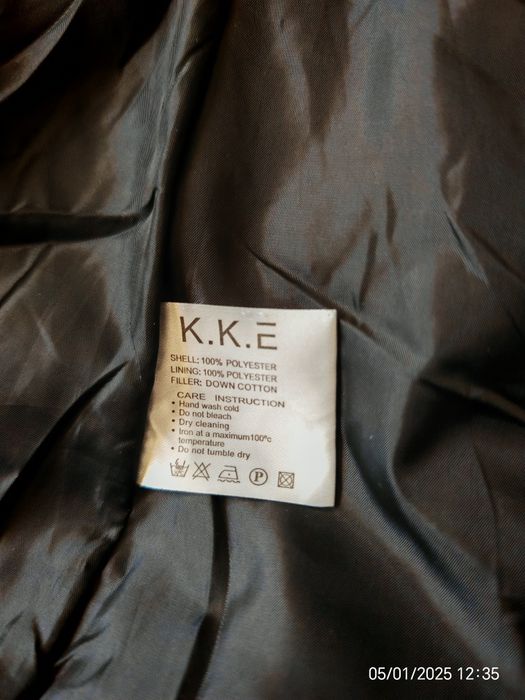 K.K.E
SHELL: 100% POLYESTER
LINING: 100% POLYESTER
FILLER: DOWN COTTON
CARE INSTRUCTION
• Hand wash cold
• Do not bleach
• Dry cleaning
• Iron at a maximum100°c
temperature
• Do not tumble dry
P
05/01/2025 12:35